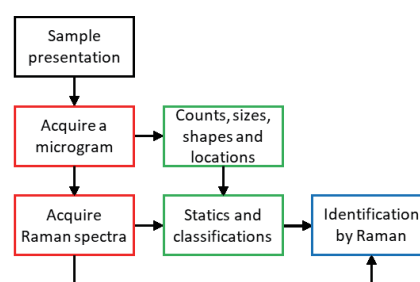 Sample
presentation
Acquire a
microgram
Counts, sizes,
shapes and
locations
Acquire
Raman spectra
Statics and
classifications
Identification
by Raman